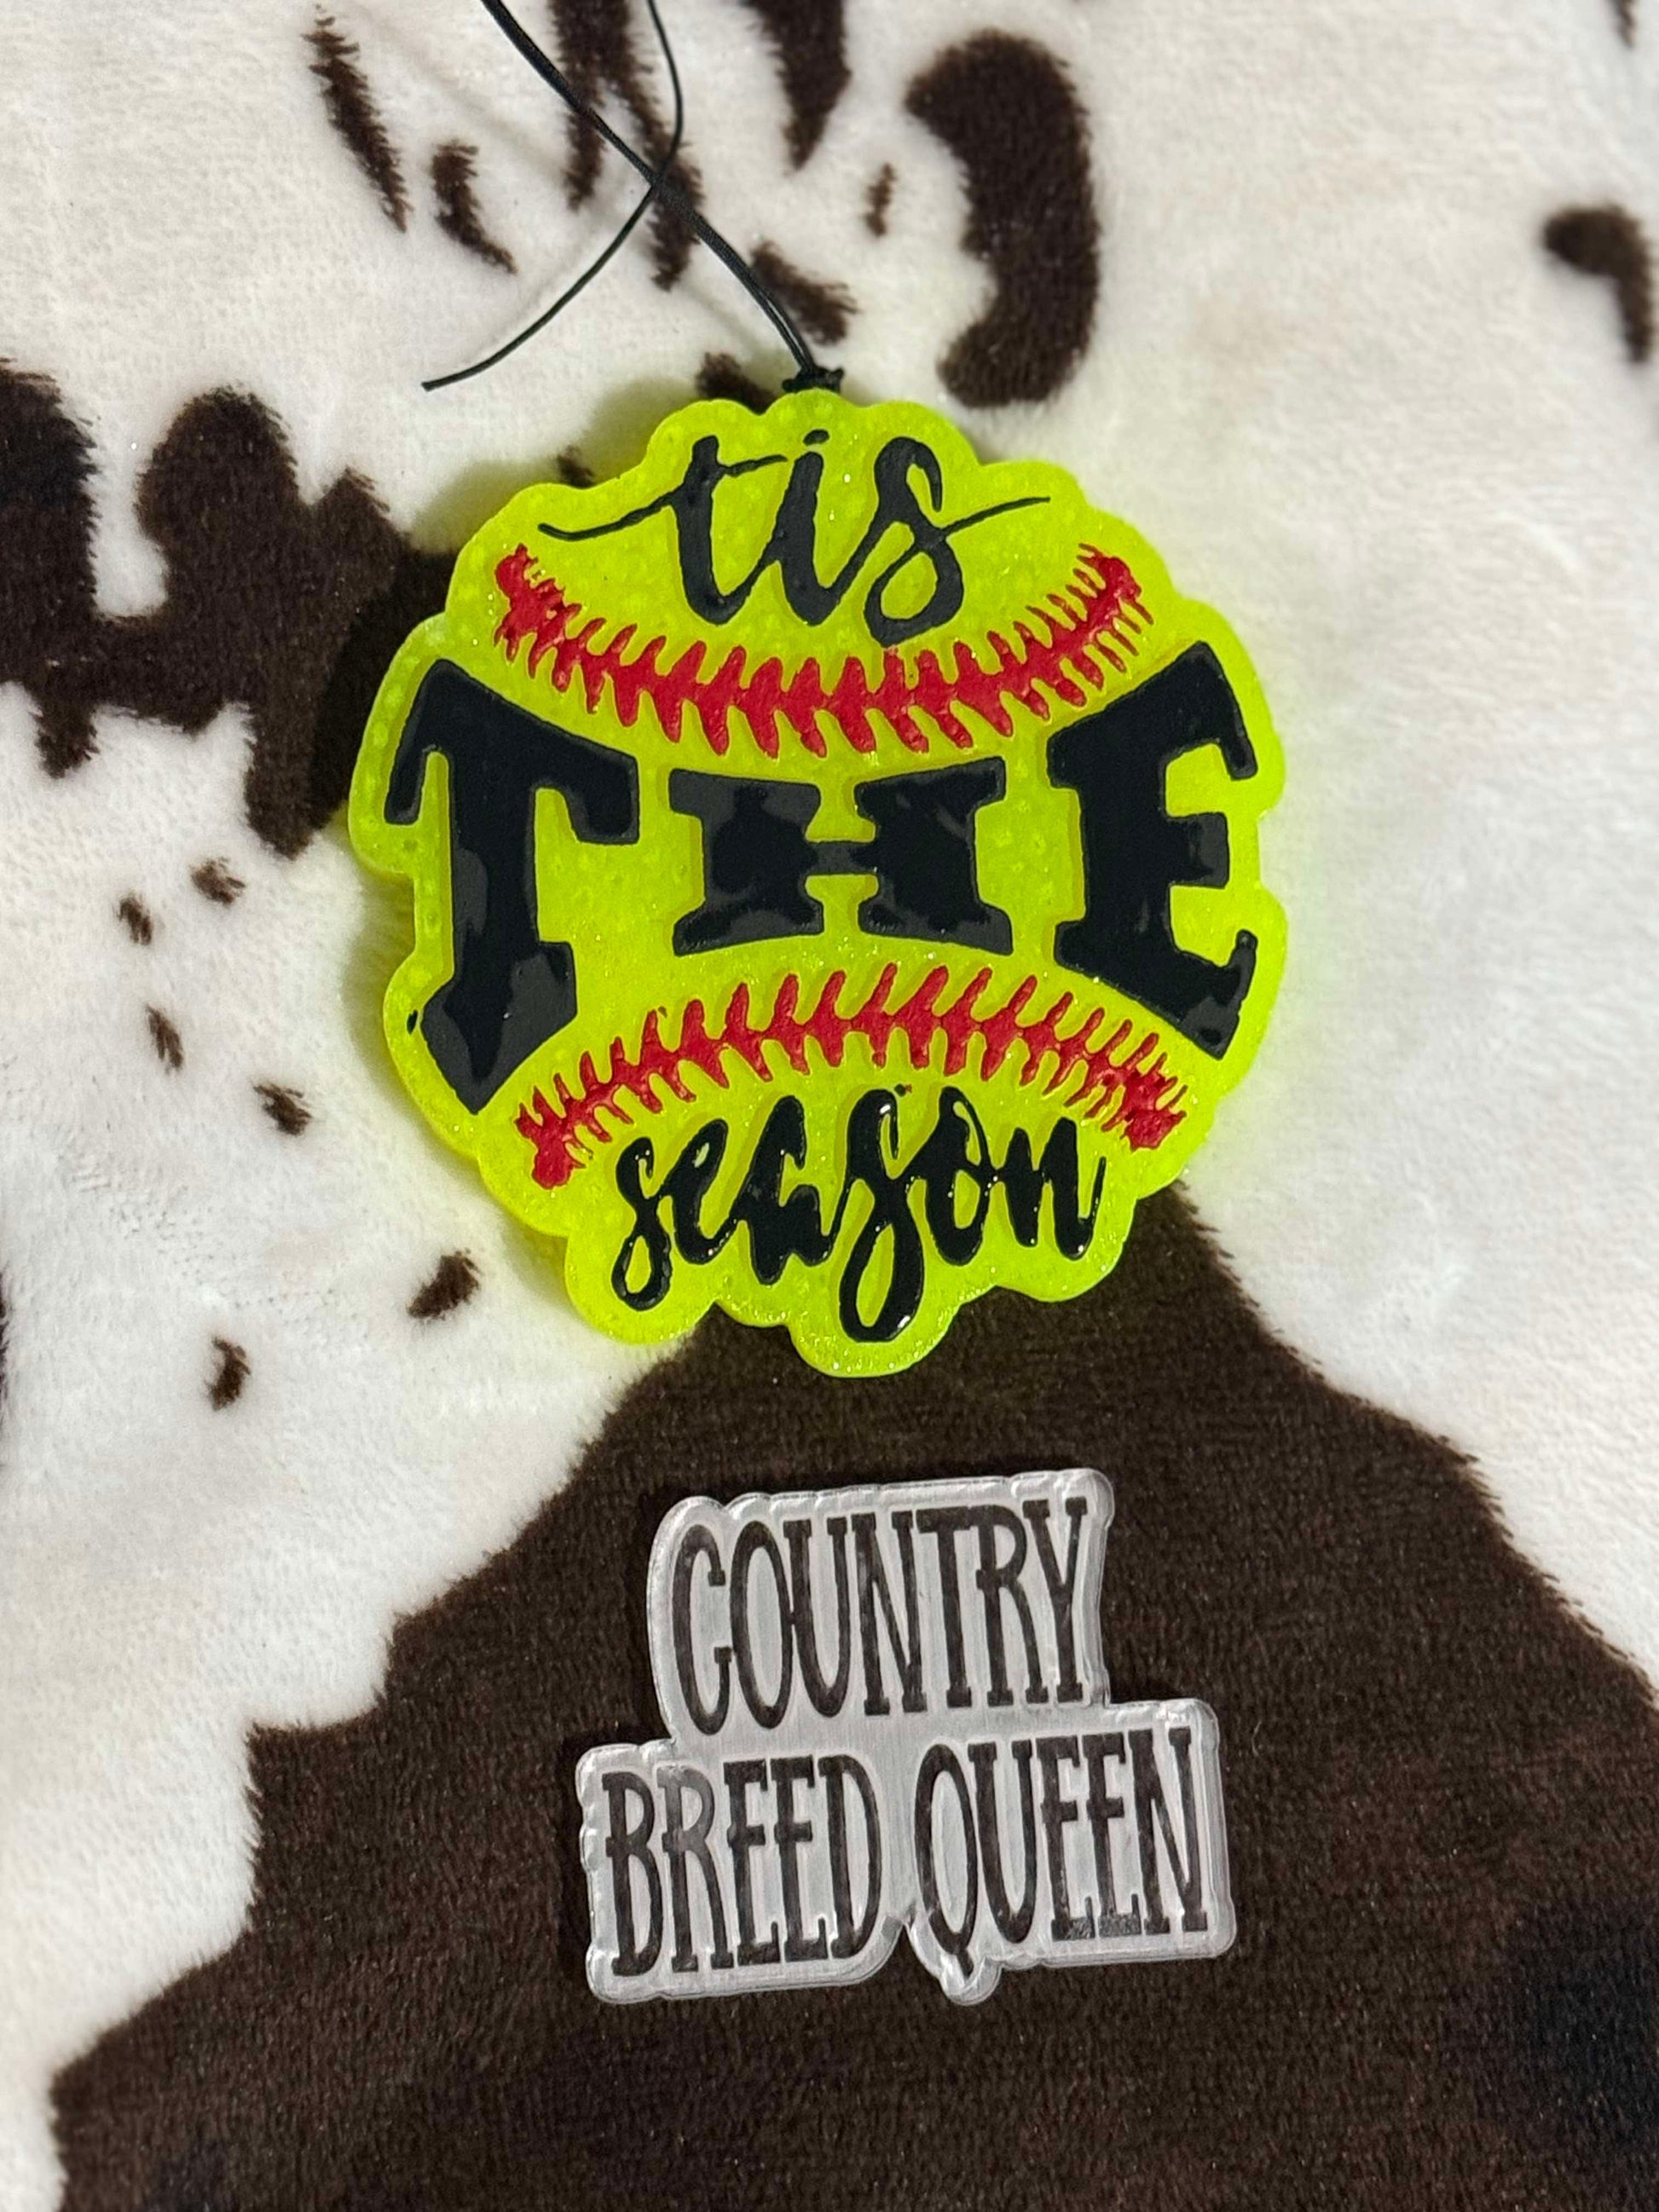 tis
THE
season
COUNTRY
BREED QUEEN